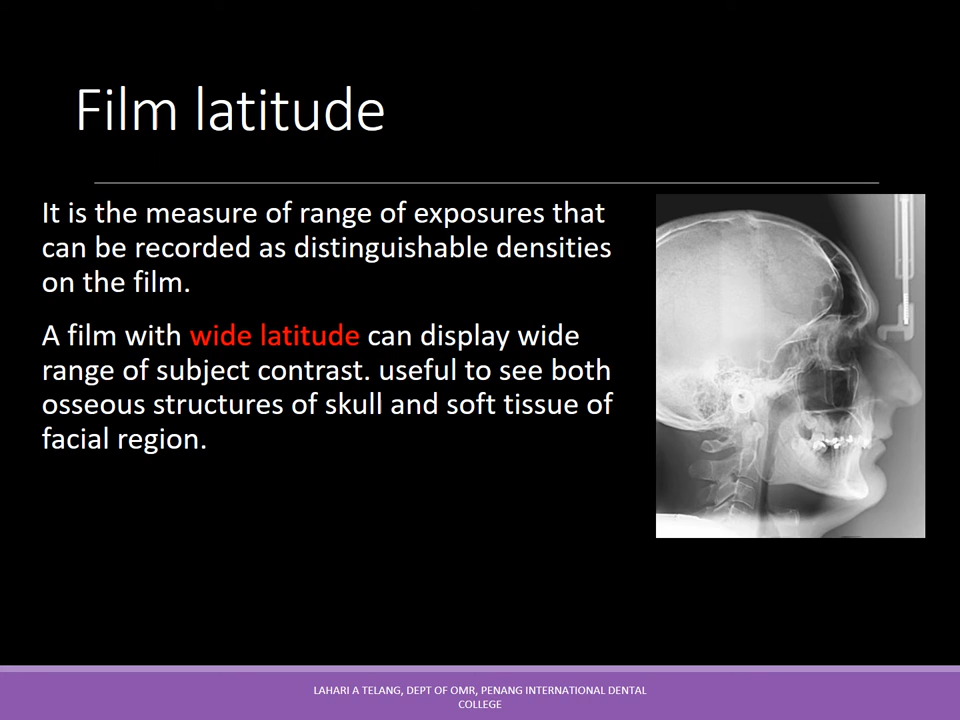 Film latitude
It is the measure of range of exposures that
can be recorded as distinguishable densities
on the film.
A film with wide latitude can display wide
range of subject contrast. useful to see both
osseous structures of skull and soft tissue of
facial region.
LAHARI A TELANG, DEPT OF OMR, PENANG INTERNATIONAL DENTAL
COLLEGE